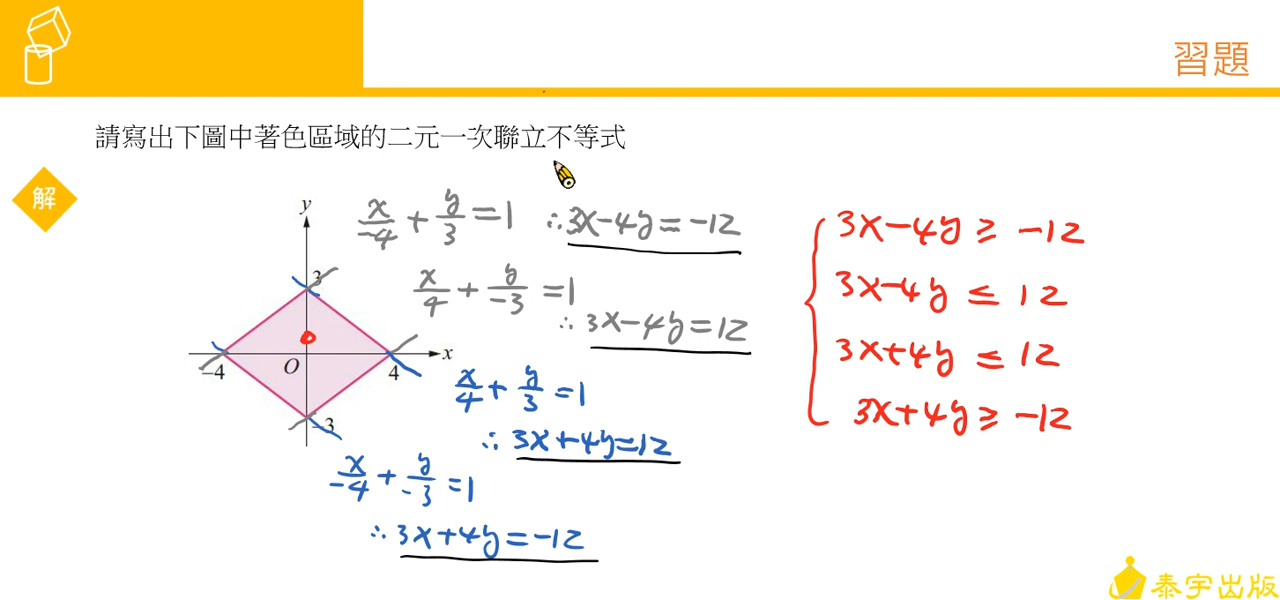 習題
請寫出下圖中著色區域的二元一次聯立不等式
解
y
3
-4
O
4
x
-3
x/-4 + y/3 = 1 ∴ 3x-4y = -12
x/4 + y/-3 = 1
∴ 3x-4y = 12
x/4 + y/3 = 1
∴ 3x+4y=12
x/-4 + y/-3 = 1
∴ 3x+4y = -12
3x-4y ≥ -12
3x-4y ≤ 12
3x+4y ≤ 12
3x+4y ≥ -12
泰宇出版